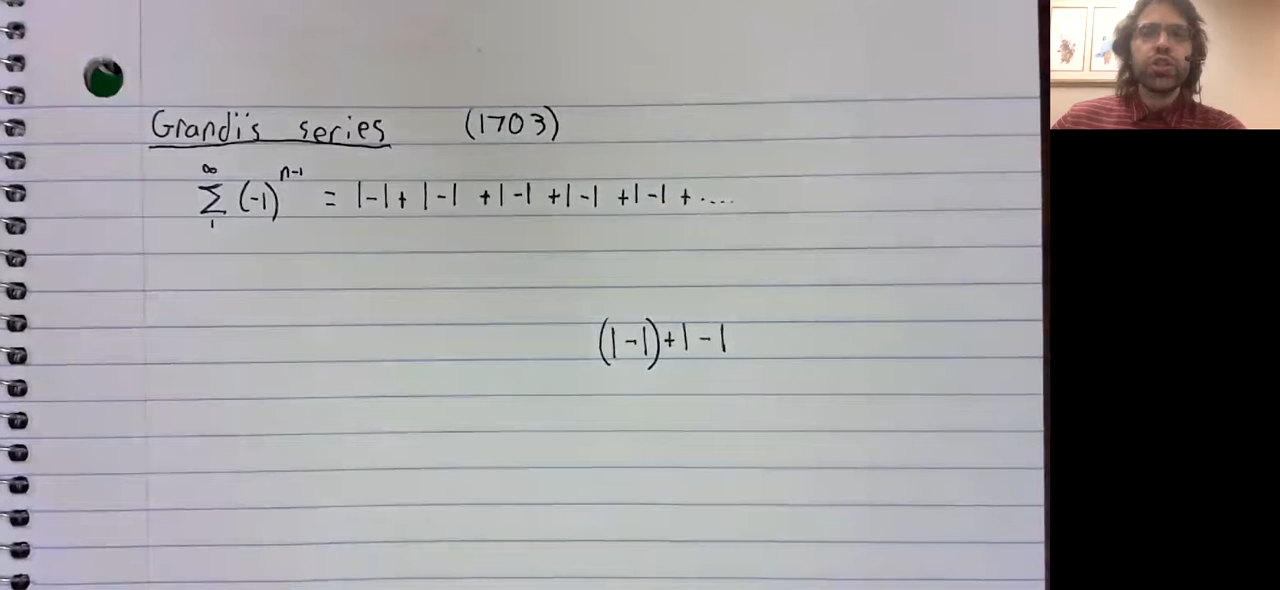 Grandi's series (1703)
∞ ∑ 1 (-1)^{n-1} = 1-1+1-1+1-1+1-1+1-1+....
(1-1)+1-1